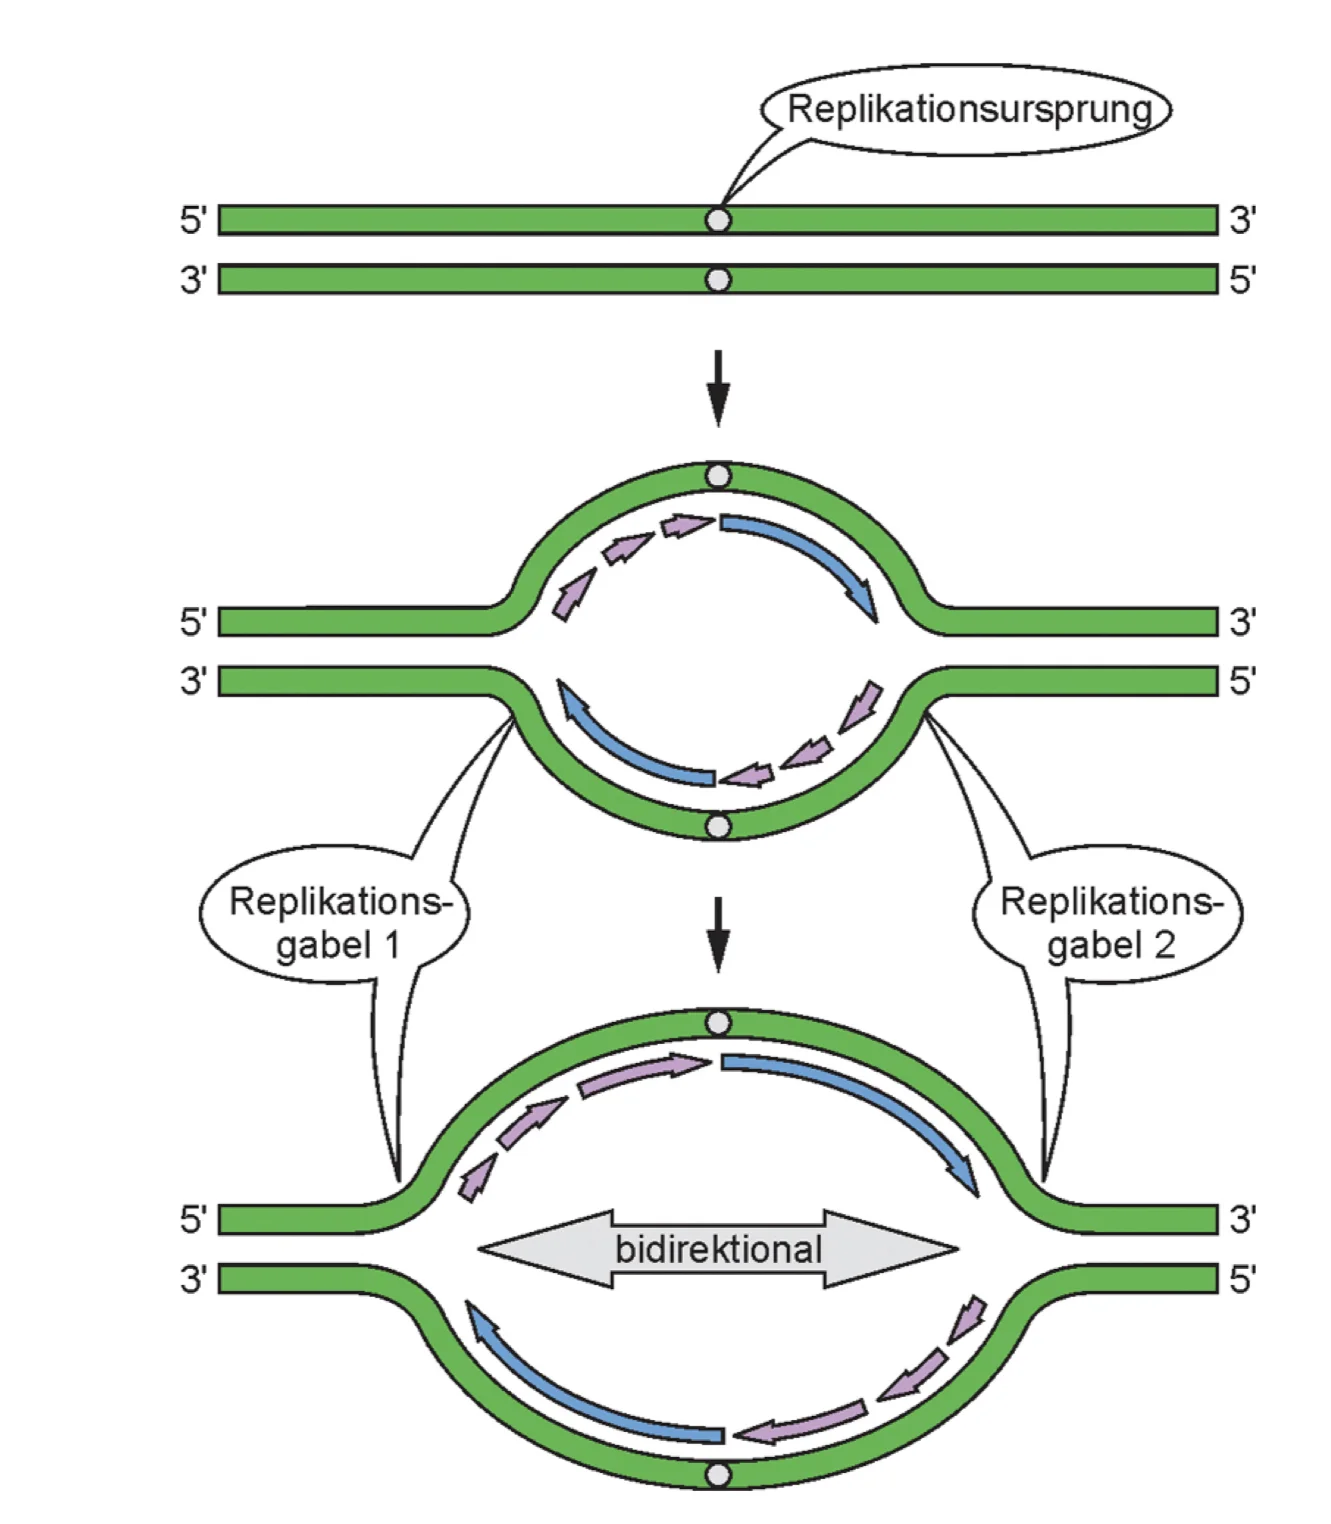 Replikationsursprung
5' 3'
3' 5'
5' 3'
3' 5'
Replikations-
gabel 1
Replikations-
gabel 2
5' 3'
bidirektional
3' 5'